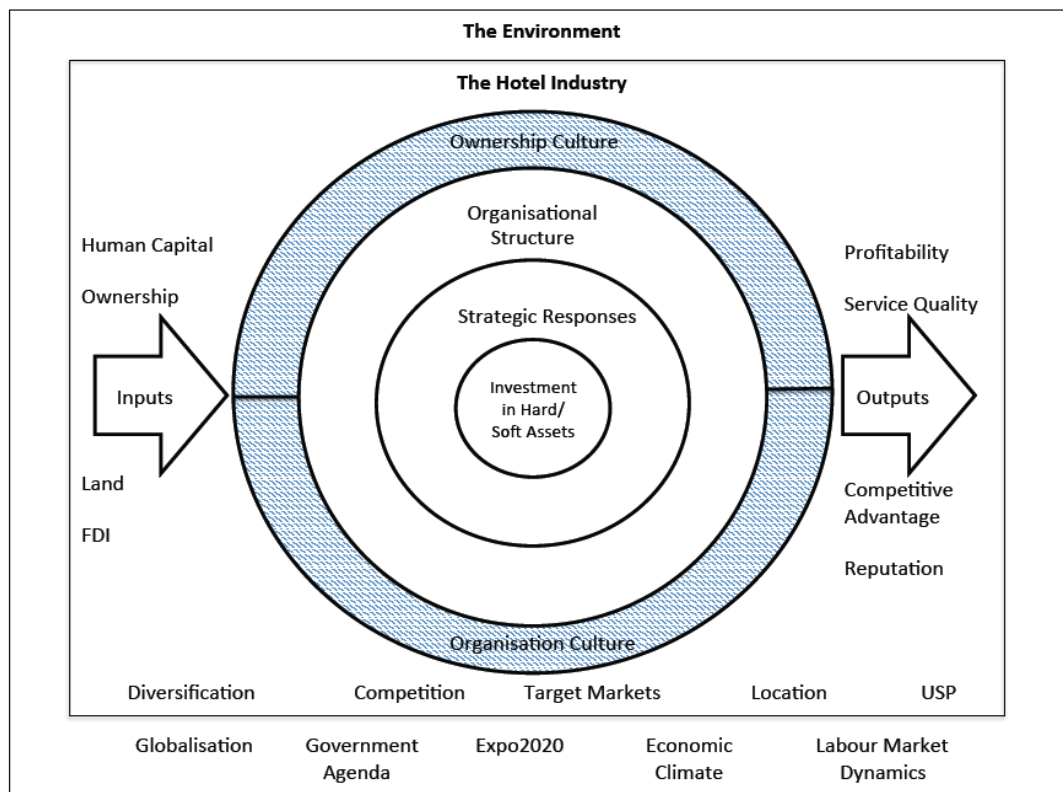 The Environment
The Hotel Industry
Ownership Culture
Organisational
Structure
Human Capital
Ownership
Profitability
Service Quality
Strategic Responses
Inputs
Investment
in Hard/
Soft Assets
Outputs
Land
FDI
Competitive
Advantage
Reputation
Organisation Culture
Diversification
Competition
Target Markets
Location
USP
Globalisation
Government
Agenda
Expo2020
Economic
Climate
Labour Market
Dynamics